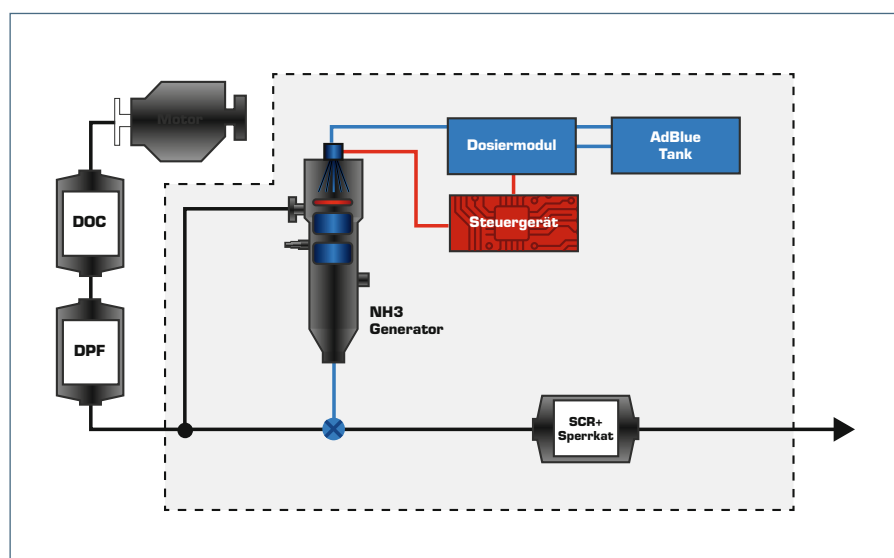 Motor
Dosiermodul
AdBlue
Tank
DOC
Steuergerät
NH3
Generator
DPF
SCR+
Sperrkat